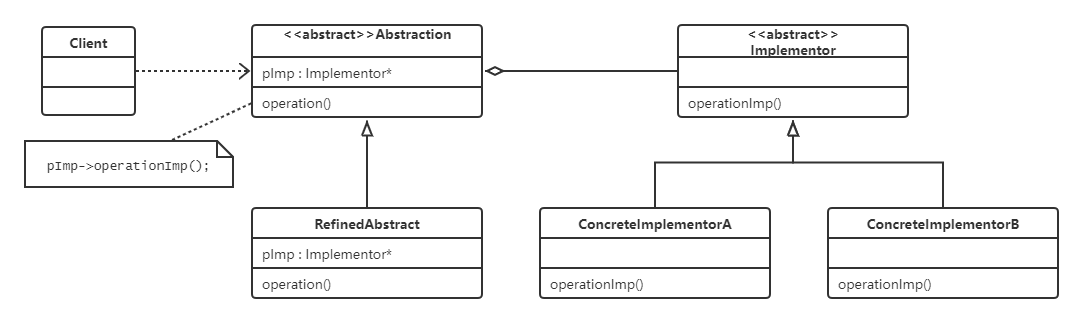 Client
<<abstract>>Abstraction
pImp : Implementor*
operation()
<<abstract>>
Implementor
operationImp()
pImp->operationImp();
RefinedAbstract
pImp : Implementor*
operation()
ConcreteImplementorA
operationImp()
ConcreteImplementorB
operationImp()